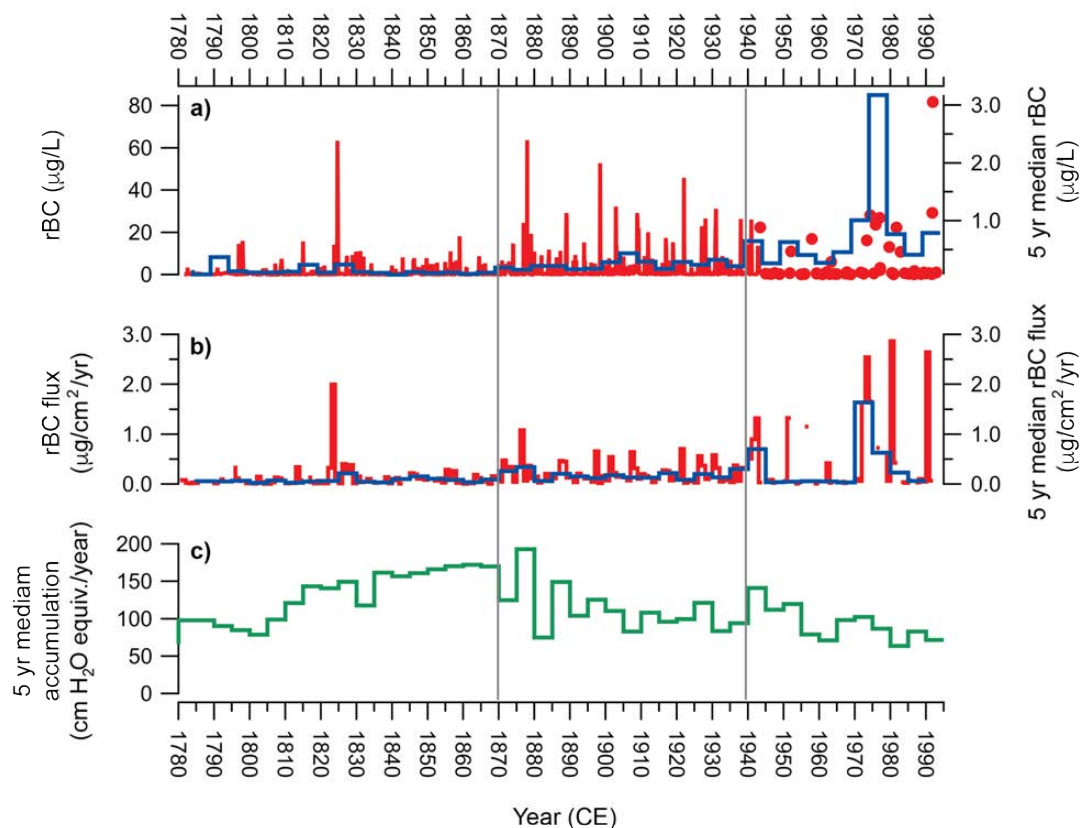 1780 1790 1800 1810 1820 1830 1840 1850 1860 1870 1880 1890 1900 1910 1920 1930 1940 1950 1960 1970 1980 1990
a)
80
60
40
20
0
rBC (µg/L)
3.0
2.0
1.0
5 yr median rBC
(µg/L)
b)
3.0
2.0
1.0
0.0
rBC flux
(µg/cm²/yr)
3.0
2.0
1.0
0.0
5 yr median rBC flux
(µg/cm²/yr)
c)
200
150
100
50
0
5 yr mediam
accumulation
(cm H₂O equiv./year)
1780 1790 1800 1810 1820 1830 1840 1850 1860 1870 1880 1890 1900 1910 1920 1930 1940 1950 1960 1970 1980 1990
Year (CE)